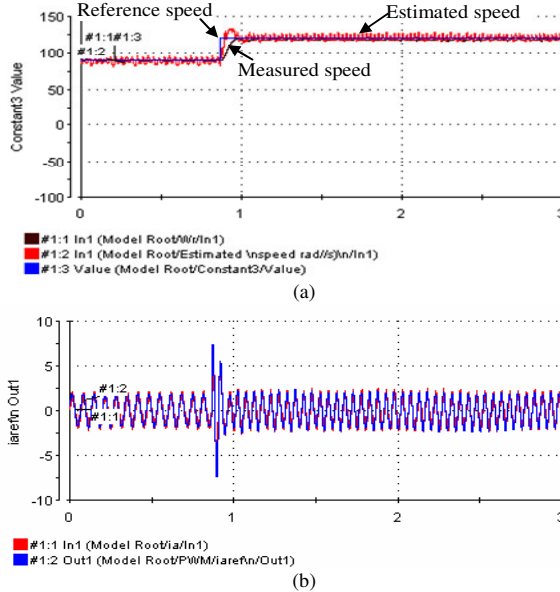 Reference speed
Estimated speed
Measured speed
#1:1#1:3
#1:2
Constant3 Value
150
100
50
0
-50
-100
0
1
2
3
#1:1 In1 (Model Root/Wr/In1)
#1:2 In1 (Model Root/Estimated \nspeed rad//s)\n/In1)
#1:3 Value (Model Root/Constant3/Value)
(a)
iaref\n Out1
10
5
0
-5
-10
#1:2
#1:1
0
1
2
3
#1:1 In1 (Model Root/ia/In1)
#1:2 Out1 (Model Root/PWM/iaref\n/Out1)
(b)